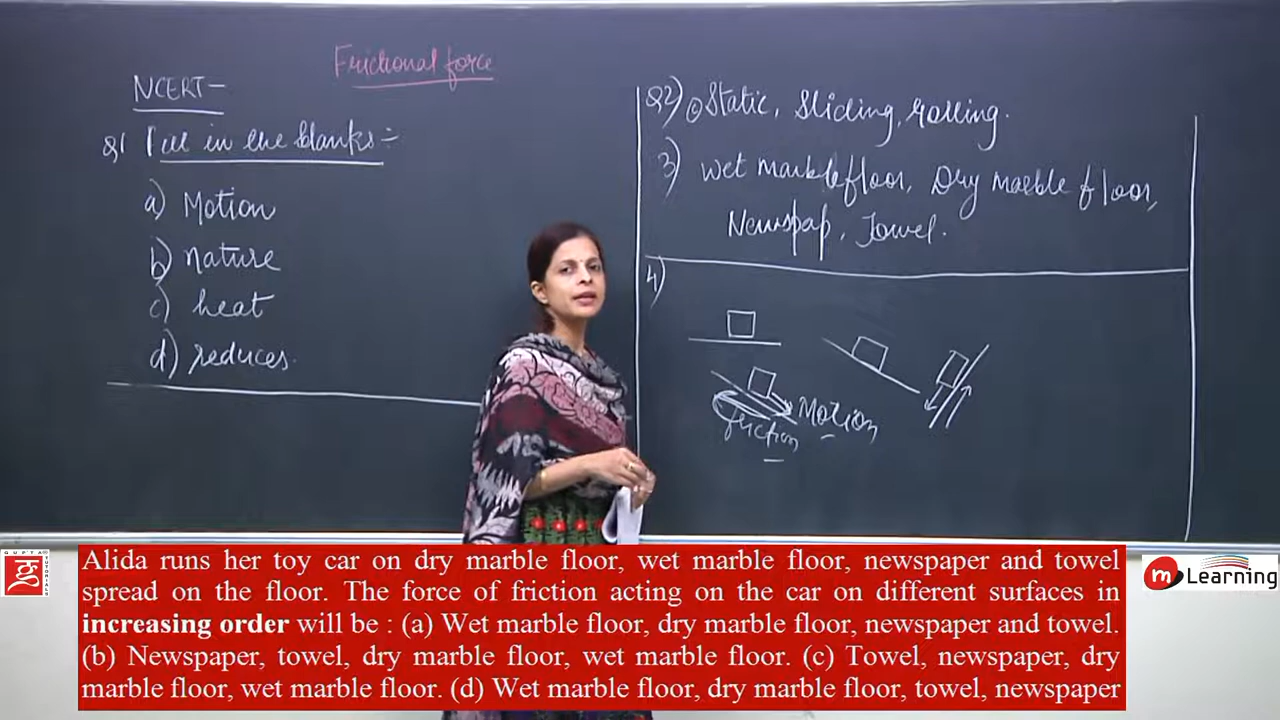 Frictional force
NCERT-
Q1 Fill in the blanks:-
a) Motion
b) nature
c) heat
d) reduces.
Q2) c) Static, sliding, rolling.
3) Wet marble floor, Dry marble floor,
Newspap, Towel.
4)
Motion
friction
GUPTA
TUTORIALS
m Learning
Alida runs her toy car on dry marble floor, wet marble floor, newspaper and towel
spread on the floor. The force of friction acting on the car on different surfaces in
increasing order will be : (a) Wet marble floor, dry marble floor, newspaper and towel.
(b) Newspaper, towel, dry marble floor, wet marble floor. (c) Towel, newspaper, dry
marble floor, wet marble floor. (d) Wet marble floor, dry marble floor, towel, newspaper